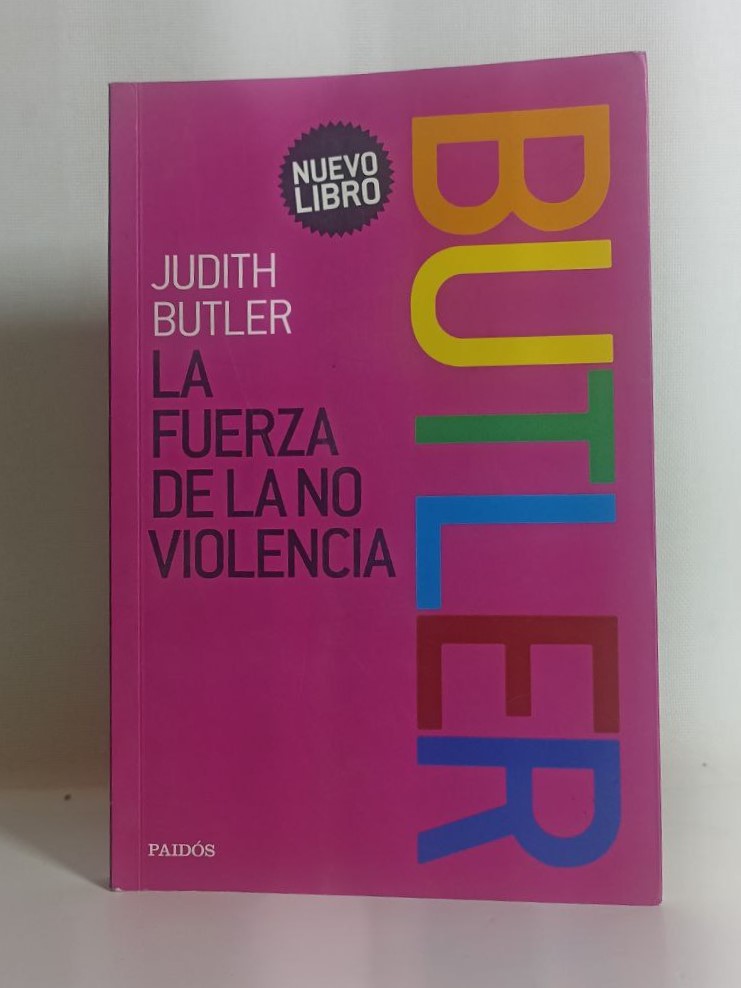 NUEVO
LIBRO
JUDITH
BUTLER
LA
FUERZA
DE LA NO
VIOLENCIA
BUTLER
PAIDÓS